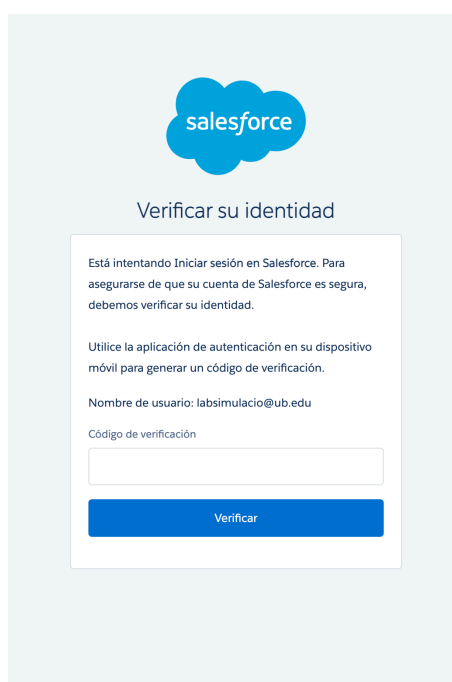 salesforce
Verificar su identidad
Está intentando Iniciar sesión en Salesforce. Para
asegurarse de que su cuenta de Salesforce es segura,
debemos verificar su identidad.
Utilice la aplicación de autenticación en su dispositivo
móvil para generar un código de verificación.
Nombre de usuario: labsimulacio@ub.edu
Código de verificación
Verificar